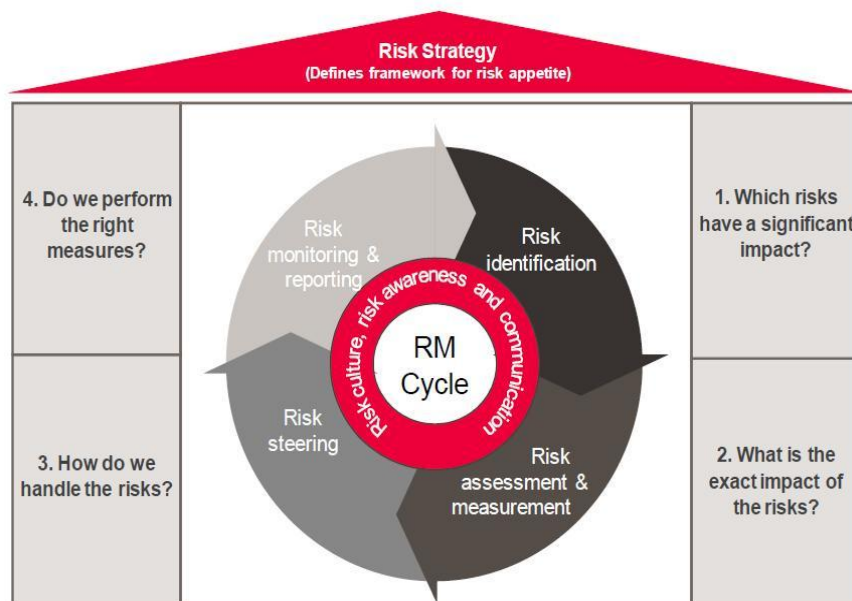 Risk Strategy
(Defines framework for risk appetite)
4. Do we perform
the right
measures?
1. Which risks
have a significant
impact?
Risk
monitoring &
reporting
Risk
identification
Risk culture, risk awareness and communication
RM
Cycle
Risk
steering
Risk
assessment &
measurement
3. How do we
handle the risks?
2. What is the
exact impact of
the risks?